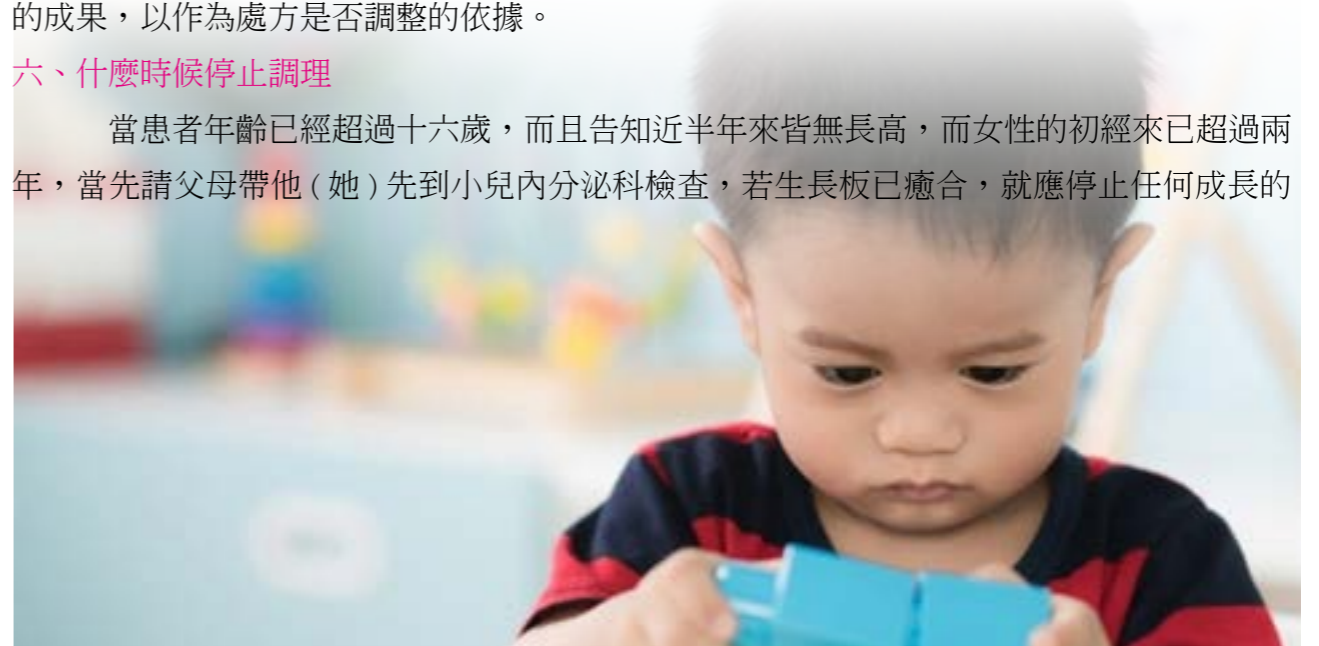 的成果，以作為處方是否調整的依據。
六、什麼時候停止調理
當患者年齡已經超過十六歲，而且告知近半年來皆無長高，而女性的初經來已超過兩
年，當先請父母帶他（她）先到小兒內分泌科檢查，若生長板已癒合，就應停止任何成長的